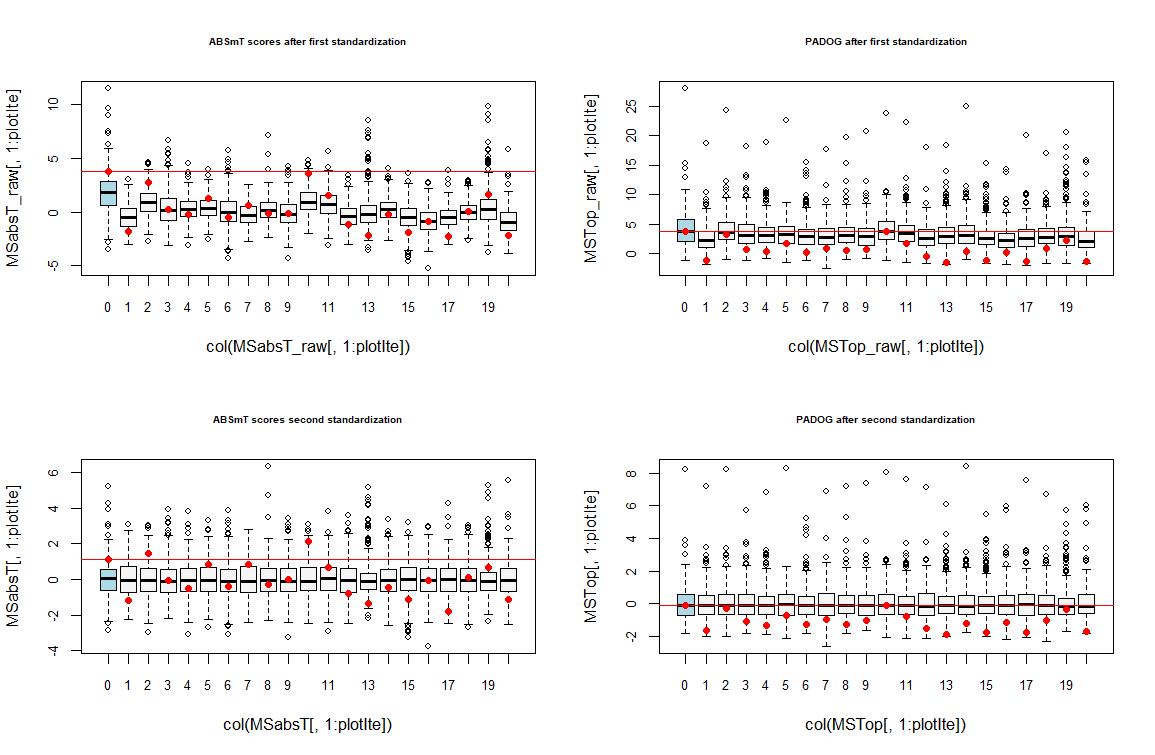 ABSmT scores after first standardization
MSabsT_raw[, 1:plotIte]
10
5
0
-5
0 1 2 3 4 5 6 7 8 9 11 13 15 17 19
col(MSabsT_raw[, 1:plotIte])
PADOG after first standardization
MSTop_raw[, 1:plotIte]
25
20
15
10
5
0
0 1 2 3 4 5 6 7 8 9 11 13 15 17 19
col(MSTop_raw[, 1:plotIte])
ABSmT scores second standardization
MSabsT[, 1:plotIte]
6
4
2
0
-2
-4
0 1 2 3 4 5 6 7 8 9 11 13 15 17 19
col(MSabsT[, 1:plotIte])
PADOG after second standardization
MSTop[, 1:plotIte]
8
6
4
2
0
-2
0 1 2 3 4 5 6 7 8 9 11 13 15 17 19
col(MSTop[, 1:plotIte])